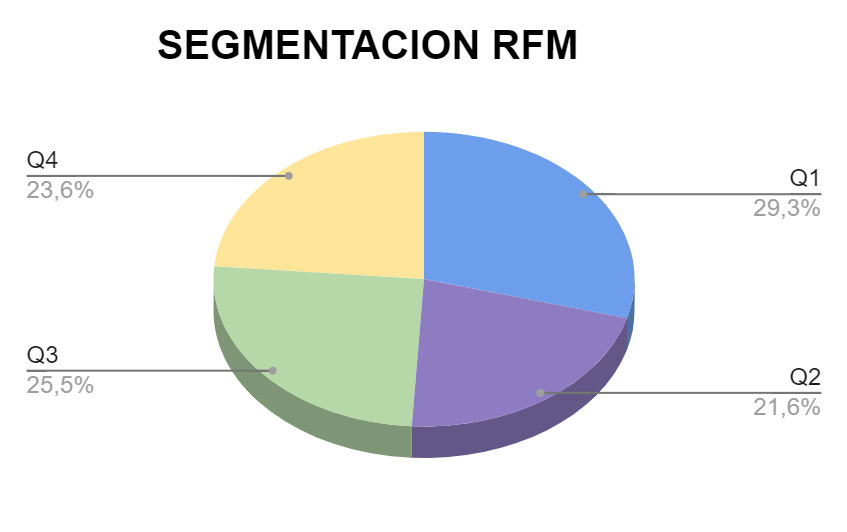 SEGMENTACION RFM
Q4
23,6%
Q1
29,3%
Q3
25,5%
Q2
21,6%